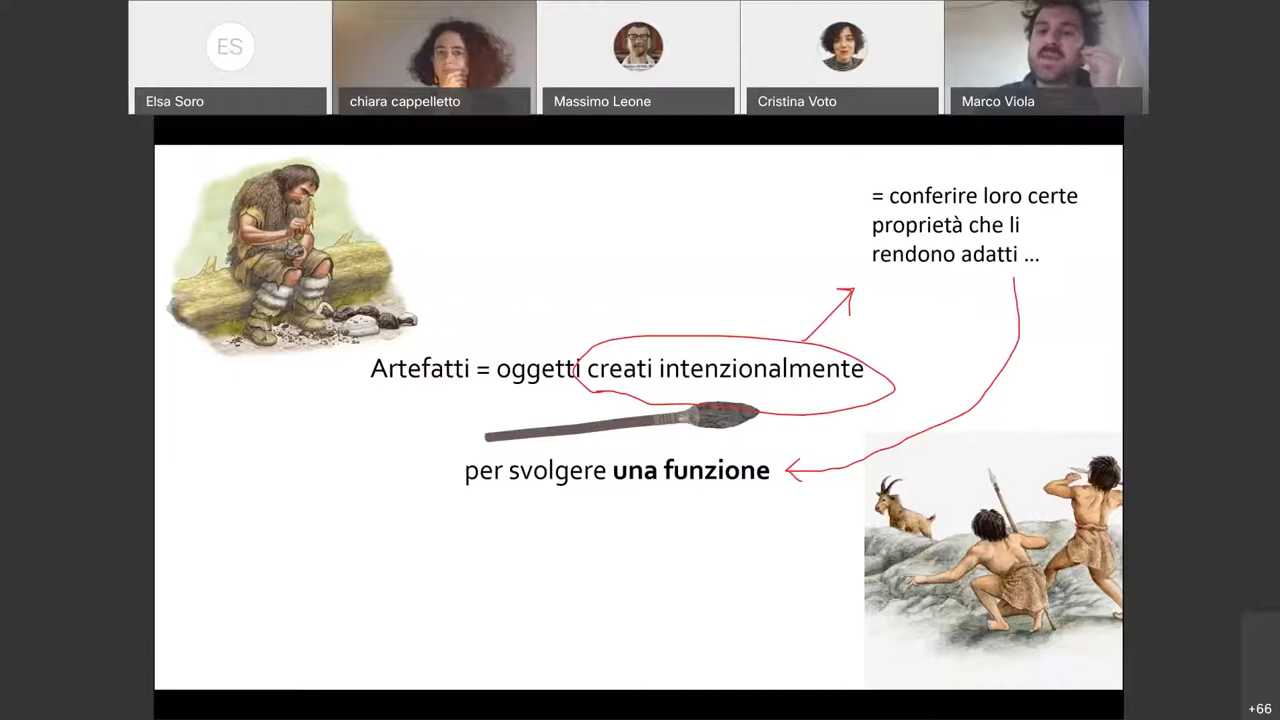 ES
Elsa Soro
chiara cappelletto
Massimo Leone
Cristina Voto
Marco Viola
= conferire loro certe
proprietà che li
rendono adatti ...
Artefatti = oggetti creati intenzionalmente
per svolgere una funzione
+66